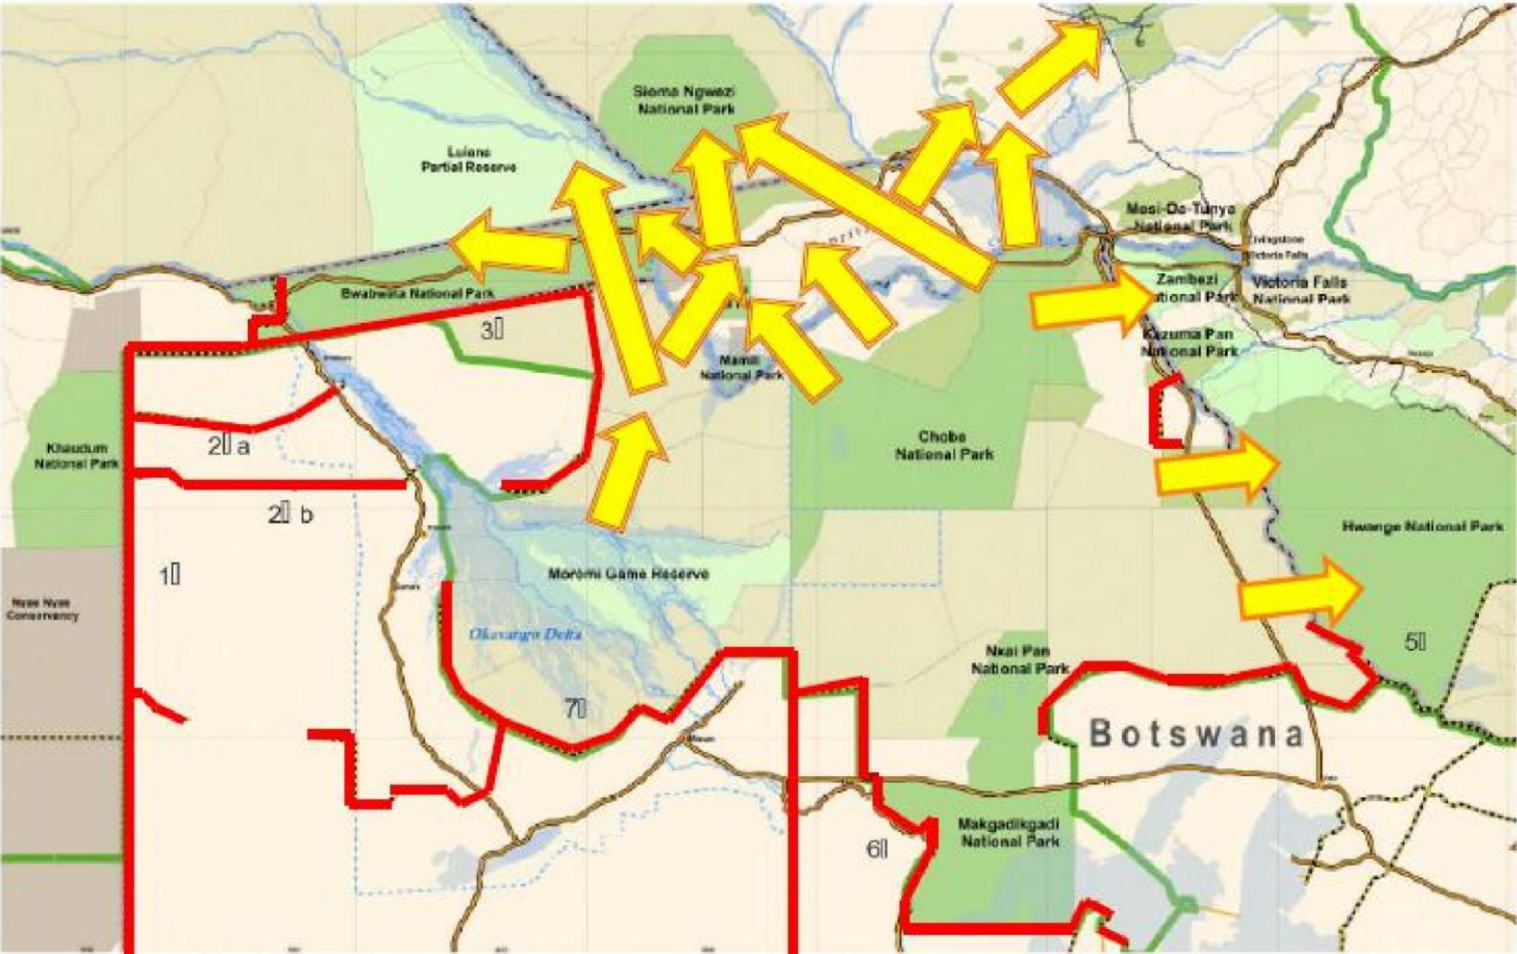 Sioma Ngwezi
National Park
Luiana
Partial Reserve
Mosi-Oa-Tunya
National Park
Livingstone
Victoria Falls
Zambezi
National Park
Victoria Falls
National Park
Bwabwata National Park
3
Kazuma Pan
National Park
Mamili
National Park
Khaudum
National Park
2 a
Chobe
National Park
2 b
Hwange National Park
1
Moremi Game Reserve
Nyae Nyae
Conservancy
Okavango Delta
5
Nxai Pan
National Park
7
Botswana
Maun
Makgadikgadi
National Park
6